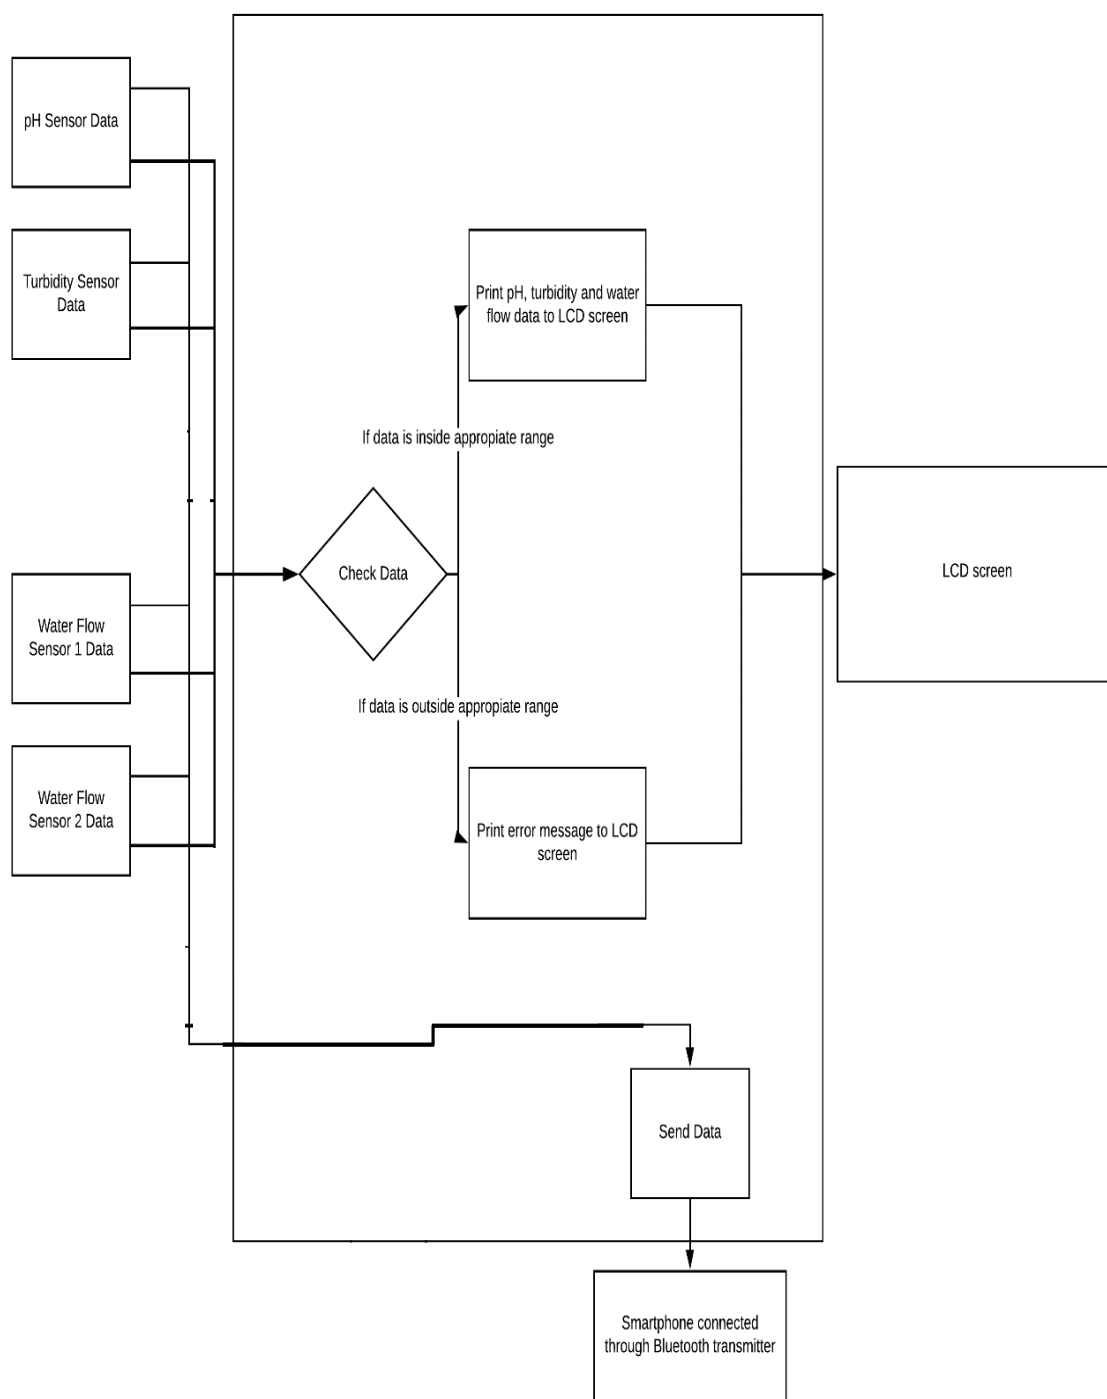 pH Sensor Data
Turbidity Sensor
Data
Water Flow
Sensor 1 Data
Water Flow
Sensor 2 Data
Print pH, turbidity and water
flow data to LCD screen
If data is inside appropiate range
Check Data
If data is outside appropiate range
Print error message to LCD
screen
LCD screen
Send Data
Smartphone connected
through Bluetooth transmitter